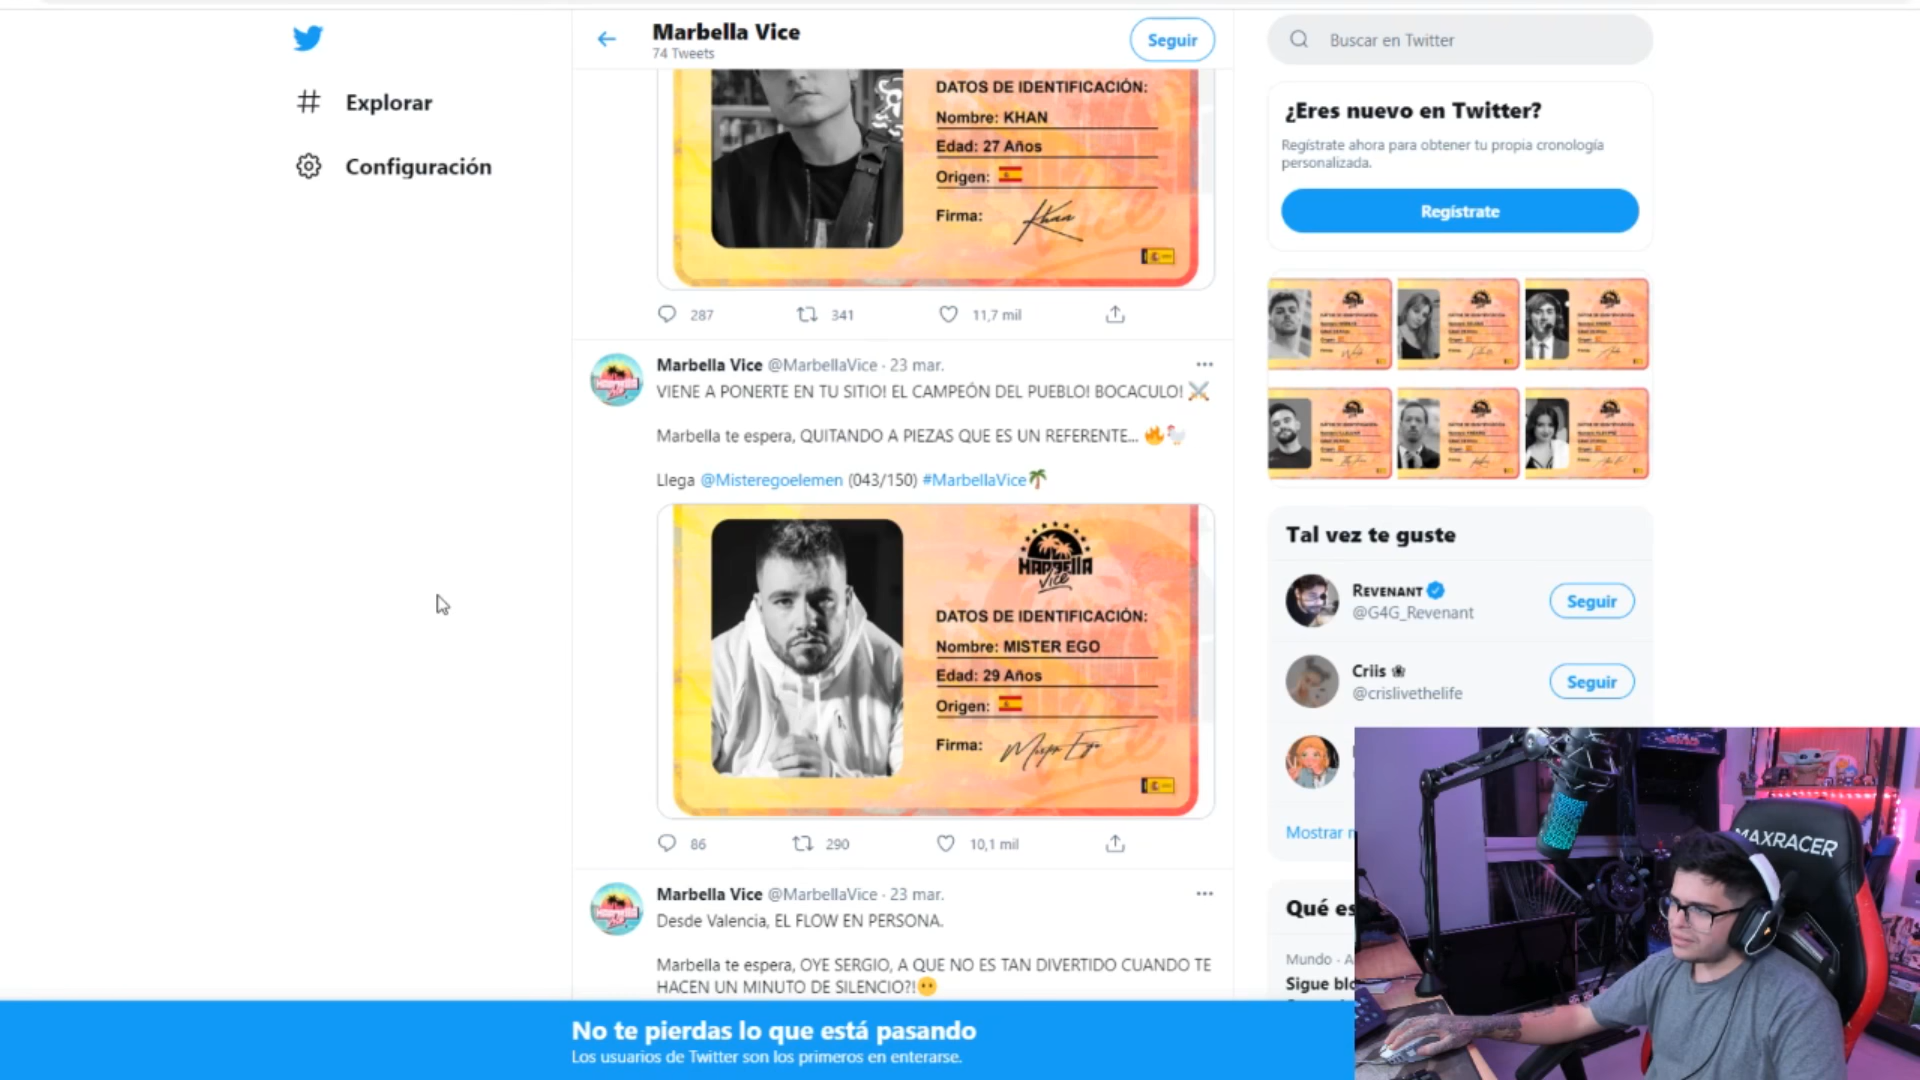 Marbella Vice
74 Tweets
Seguir
Buscar en Twitter
Explorar
Configuración
DATOS DE IDENTIFICACIÓN:
Nombre: KHAN
Edad: 27 Años
Origen:
Firma: Khan
287 341 11,7 mil
Marbella Vice @MarbellaVice · 23 mar.
VIENE A PONERTE EN TU SITIO! EL CAMPEÓN DEL PUEBLO! BOCACULO! ⚔️
Marbella te espera, QUITANDO A PIEZAS QUE ES UN REFERENTE... 🔥🐓
Llega @Misteregoelemen (043/150) #MarbellaVice🌴
MARBELLA
Vice
DATOS DE IDENTIFICACIÓN:
Nombre: MISTER EGO
Edad: 29 Años
Origen:
Firma: Mister Ego
86 290 10,1 mil
Marbella Vice @MarbellaVice · 23 mar.
Desde Valencia, EL FLOW EN PERSONA.
Marbella te espera, OYE SERGIO, A QUE NO ES TAN DIVERTIDO CUANDO TE
HACEN UN MINUTO DE SILENCIO?!😶
¿Eres nuevo en Twitter?
Regístrate ahora para obtener tu propia cronología
personalizada.
Regístrate
Tal vez te guste
REVENANT
@G4G_Revenant
Seguir
Criis ❀
@crislivethelife
Seguir
Mostrar
Qué es
Mundo ·
Sigue
MAXRACER
No te pierdas lo que está pasando
Los usuarios de Twitter son los primeros en enterarse.